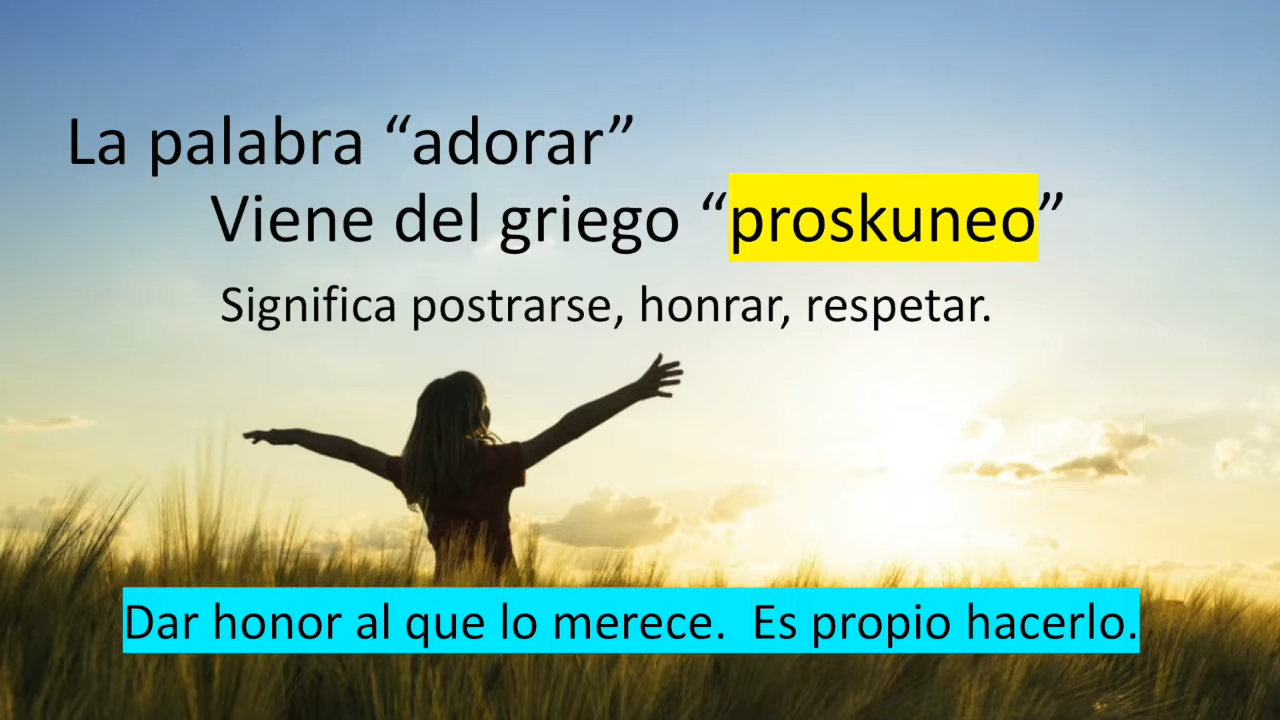 La palabra “adorar”
Viene del griego “proskuneo”
Significa postrarse, honrar, respetar.
Dar honor al que lo merece.  Es propio hacerlo.